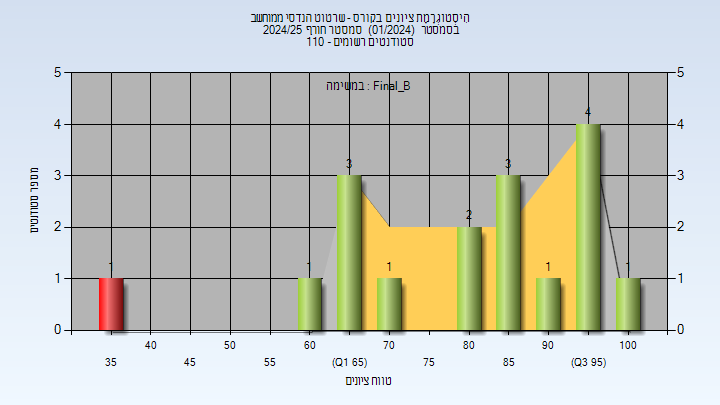 היסטוגרמת ציונים בקורס - שרטוט הנדסי ממוחשב
בסמסטר (01/2024) סמסטר חורף 2024/25
סטודנטים רשומים - 110
במשימה : Final_B
5 5
4 4 4
3 3 3 3
2 2 2
1 1 1 1 1 1 1
0 0
מספר סטודנטים
40 50 60 70 80 90 100
35 45 55 (Q1 65) 75 85 (Q3 95)
טווח ציונים